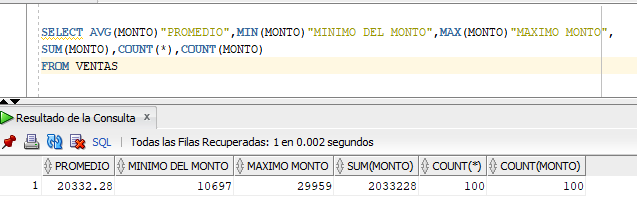 SELECT AVG(MONTO)"PROMEDIO",MIN(MONTO)"MINIMO DEL MONTO",MAX(MONTO)"MAXIMO MONTO",
SUM(MONTO),COUNT(*),COUNT(MONTO)
FROM VENTAS
Resultado de la Consulta x
SQL | Todas las Filas Recuperadas: 1 en 0.002 segundos
PROMEDIO MINIMO DEL MONTO MAXIMO MONTO SUM(MONTO) COUNT(*) COUNT(MONTO)
1 20332.28 10697 29959 2033228 100 100